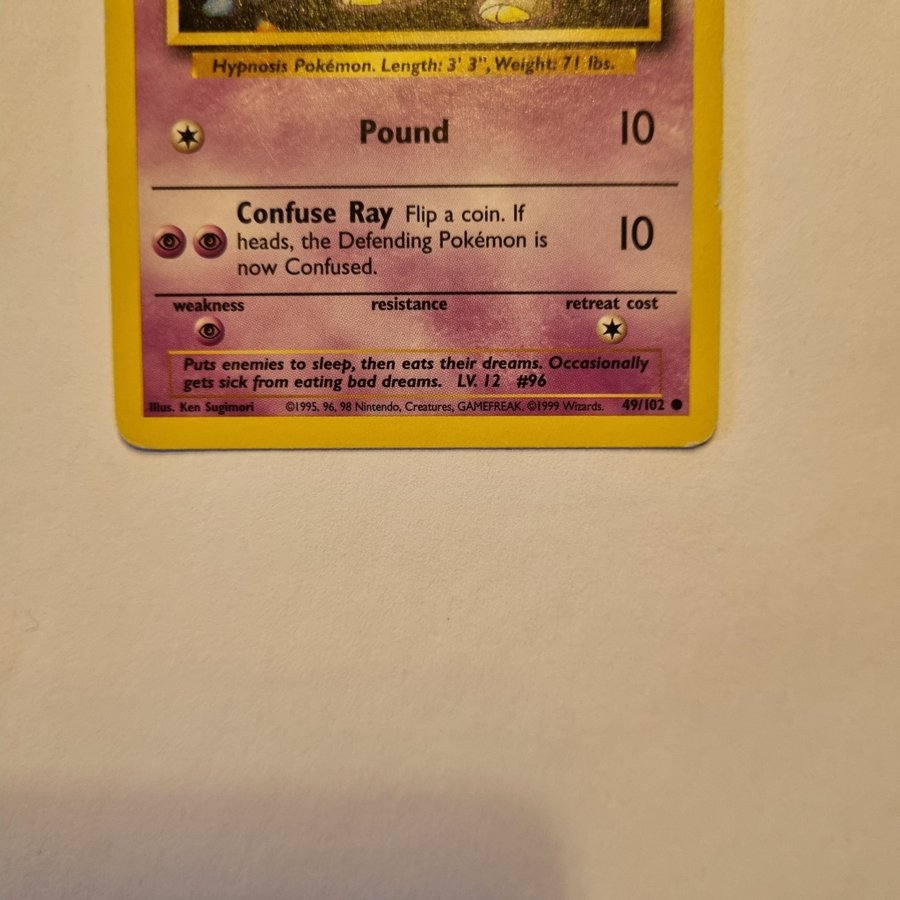 Hypnosis Pokémon. Length: 3' 3", Weight: 71 lbs.
Pound 10
Confuse Ray Flip a coin. If
heads, the Defending Pokémon is 10
now Confused.
weakness resistance retreat cost
Puts enemies to sleep, then eats their dreams. Occasionally
gets sick from eating bad dreams. LV. 12 #96
Illus. Ken Sugimori ©1995, 96, 98 Nintendo, Creatures, GAMEFREAK. ©1999 Wizards. 49/102